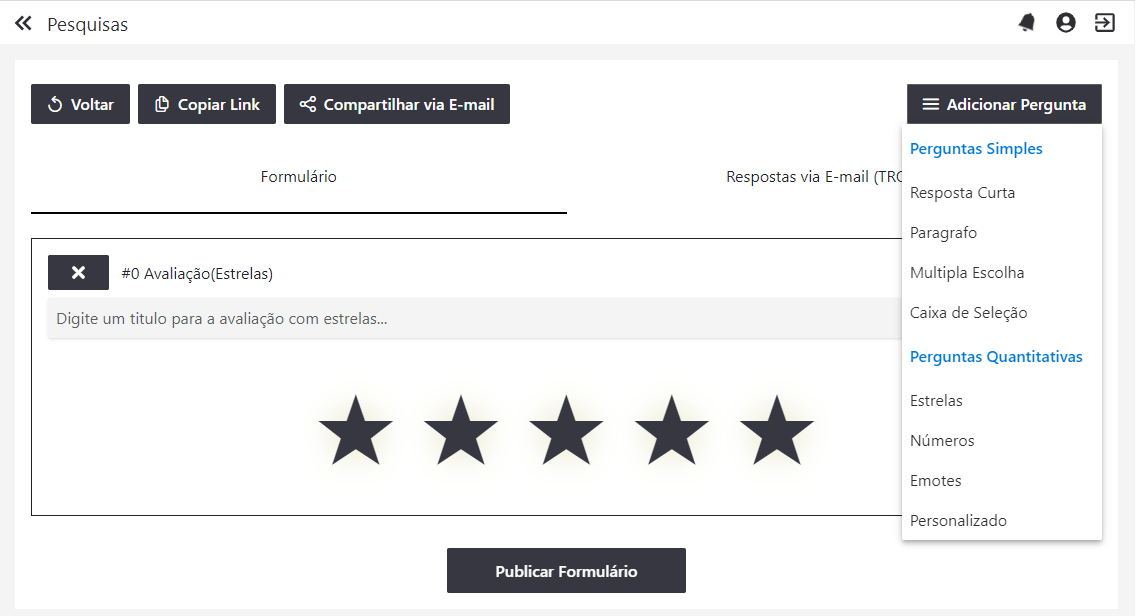 Pesquisas
Voltar
Copiar Link
Compartilhar via E-mail
Adicionar Pergunta
Formulário
Respostas via E-mail (TRC
Perguntas Simples
Resposta Curta
Paragrafo
Multipla Escolha
Caixa de Seleção
Perguntas Quantitativas
Estrelas
Números
Emotes
Personalizado
#0 Avaliação(Estrelas)
Digite um titulo para a avaliação com estrelas...
Publicar Formulário